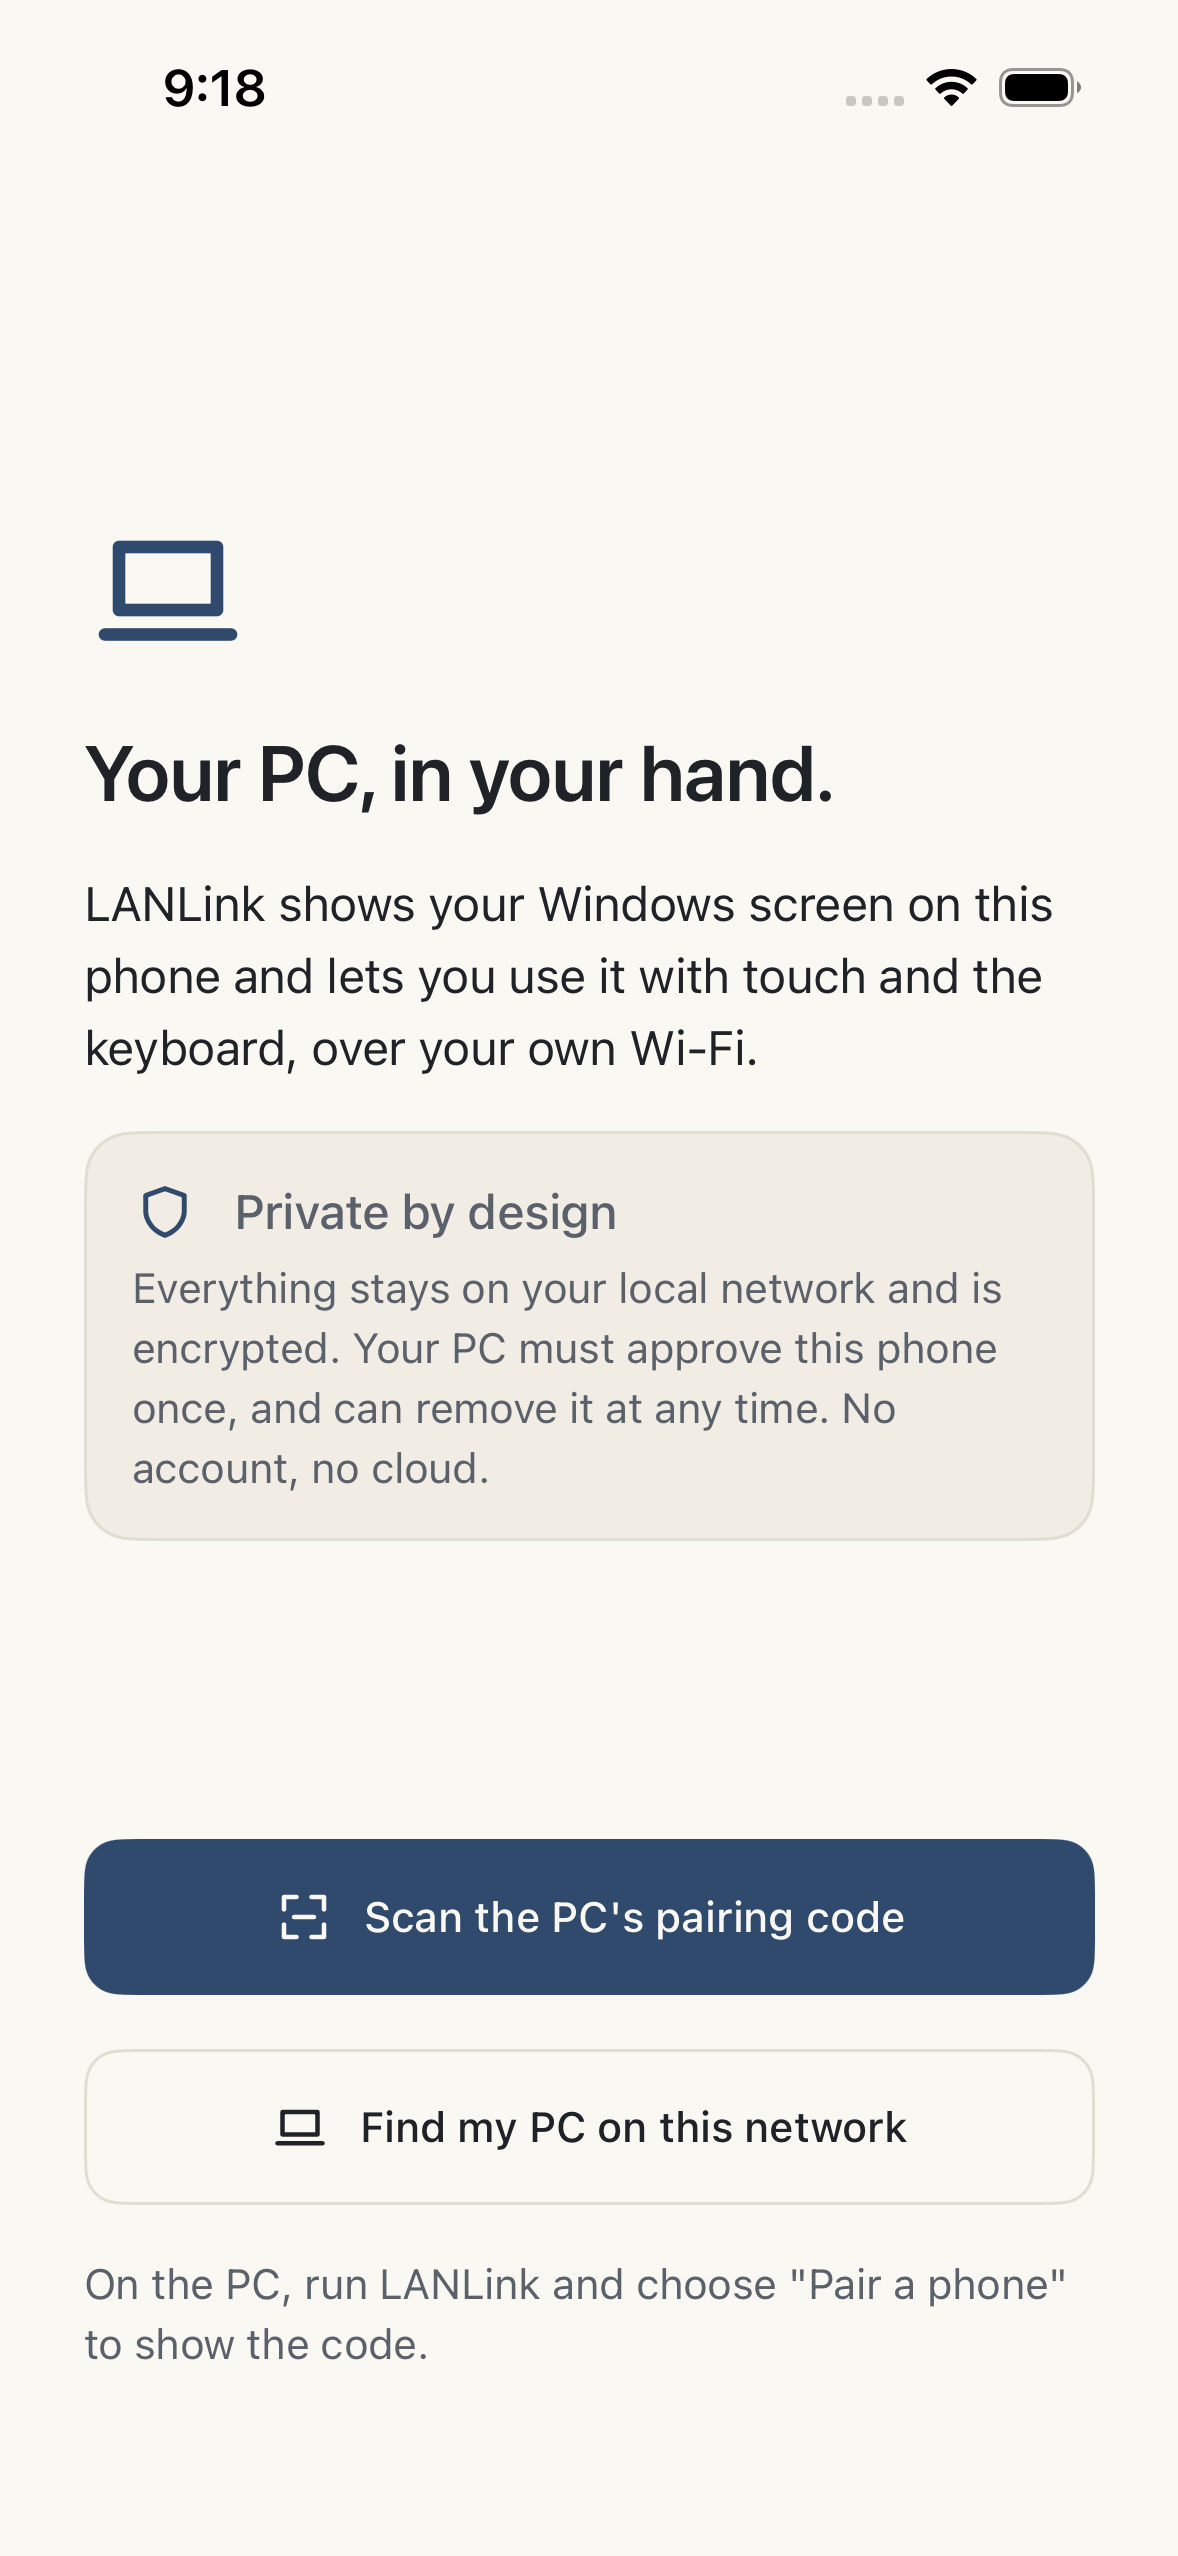 9:18
Your PC, in your hand.
LANLink shows your Windows screen on this
phone and lets you use it with touch and the
keyboard, over your own Wi-Fi.
Private by design
Everything stays on your local network and is
encrypted. Your PC must approve this phone
once, and can remove it at any time. No
account, no cloud.
Scan the PC's pairing code
Find my PC on this network
On the PC, run LANLink and choose "Pair a phone"
to show the code.